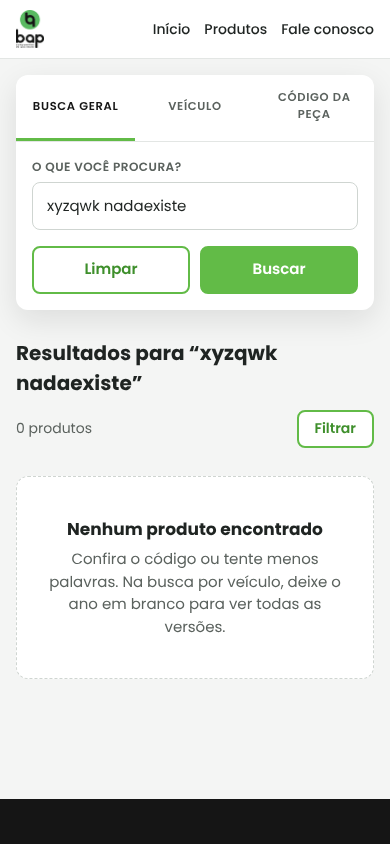 bap
Início Produtos Fale conosco
BUSCA GERAL
VEÍCULO
CÓDIGO DA
PEÇA
O QUE VOCÊ PROCURA?
xyzqwk nadaexiste
Limpar
Buscar
Resultados para “xyzqwk
nadaexiste”
0 produtos
Filtrar
Nenhum produto encontrado
Confira o código ou tente menos
palavras. Na busca por veículo, deixe o
ano em branco para ver todas as
versões.